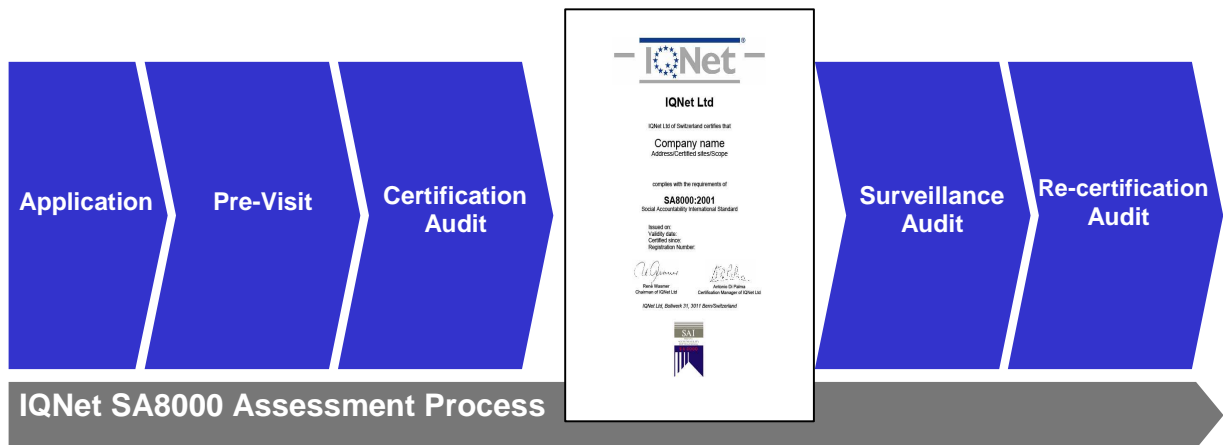 Application
Pre-Visit
Certification
Audit
IQNet
®
IQNet Ltd
IQNet Ltd of Switzerland certifies that
Company name
Address/Certified sites/Scope
complies with the requirements of
SA8000:2001
Social Accountability International Standard
Issued on:
Validity date:
Certified since:
Registration Number:
René Wasmer
Chairman of IQNet Ltd
Antonio Di Palma
Certification Manager of IQNet Ltd
IQNet Ltd, Bollwerk 31, 3011 Bern/Switzerland
SAI
Surveillance
Audit
Re-certification
Audit
IQNet SA8000 Assessment Process